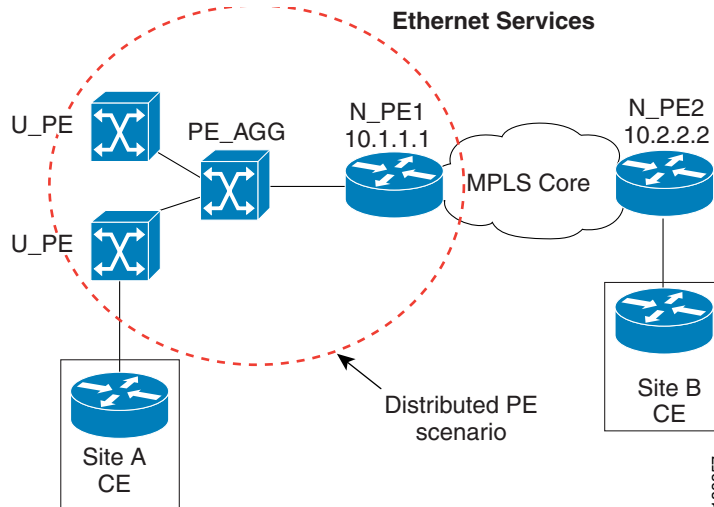 Ethernet Services
N_PE1
10.1.1.1
N_PE2
10.2.2.2
U_PE
PE_AGG
MPLS Core
U_PE
Distributed PE
scenario
Site A
CE
Site B
CE